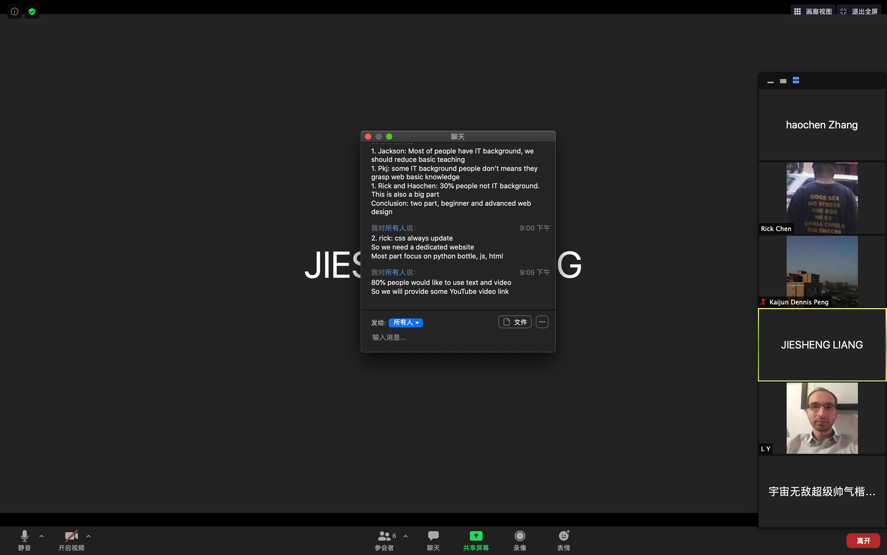 画廊视图
退出全屏
haochen Zhang
Rick Chen
Kaijun Dennis Peng
JIESHENG LIANG
L Y
宇宙无敌超级帅气楷...
聊天
1. Jackson: Most of people have IT background, we
should reduce basic teaching
1. Pkj: some IT background people don't means they
grasp web basic knowledge
1. Rick and Haochen: 30% people not IT background.
This is also a big part
Conclusion: two part, beginner and advanced web
design
我对所有人说: 9:00 下午
2. rick: css always update
So we need a dedicated website
Most part focus on python bottle, js, html
我对所有人说: 9:05 下午
80% people would like to use text and video
So we will provide some YouTube video link
发给: 所有人
文件
输入消息...
JIES
G
静音
开启视频
6
参会者
聊天
共享屏幕
录像
表情
离开